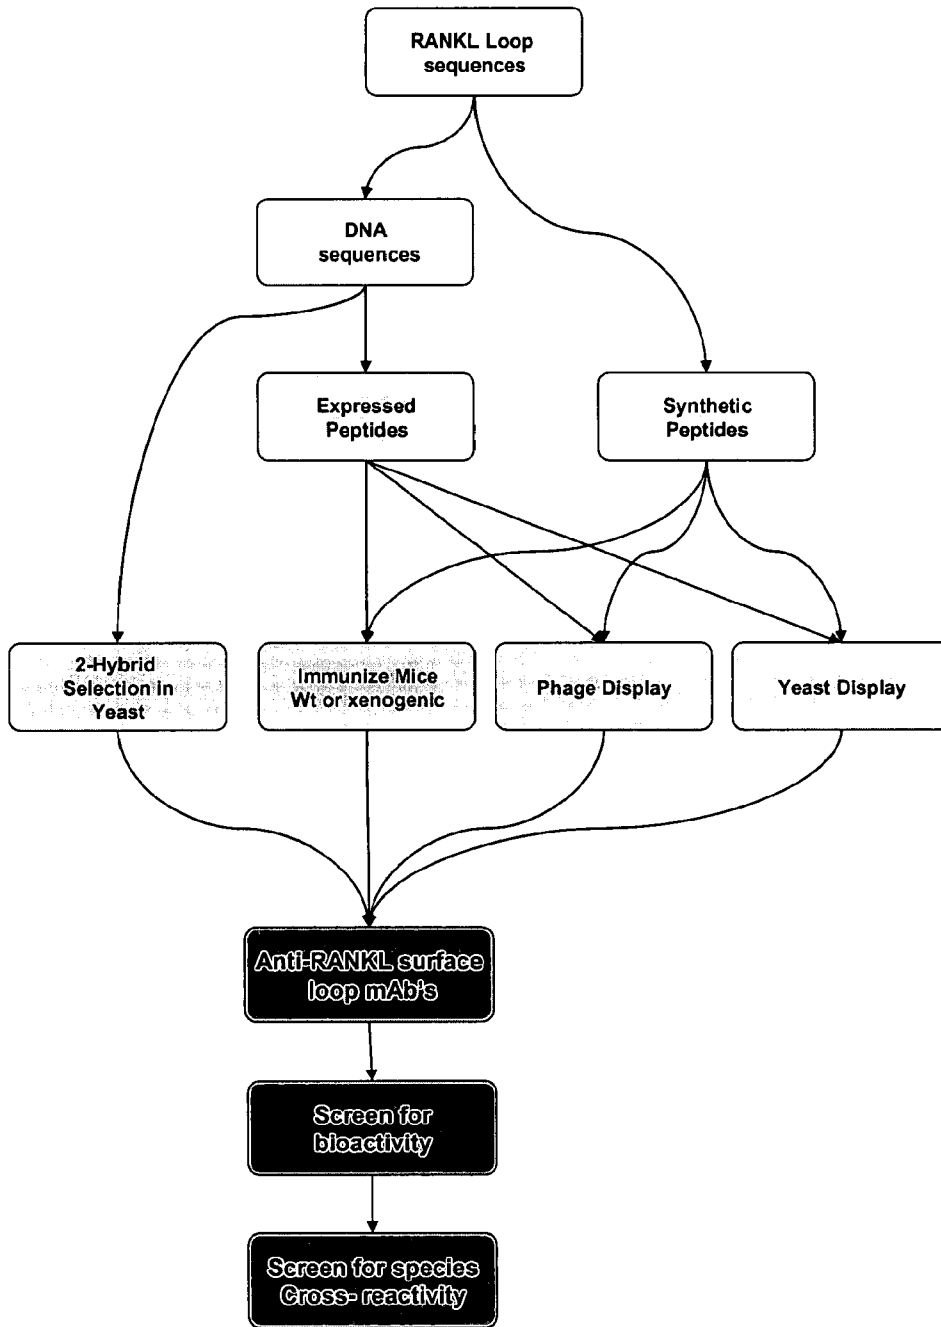 RANKL Loop
sequences
DNA
sequences
Expressed
Peptides
Synthetic
Peptides
2-Hybrid
Selection in
Yeast
Immunize Mice
Wt or xenogenic
Phage Display
Yeast Display
Anti-RANKL surface
loop mAb's
Screen for
bioactivity
Screen for species
Cross- reactivity